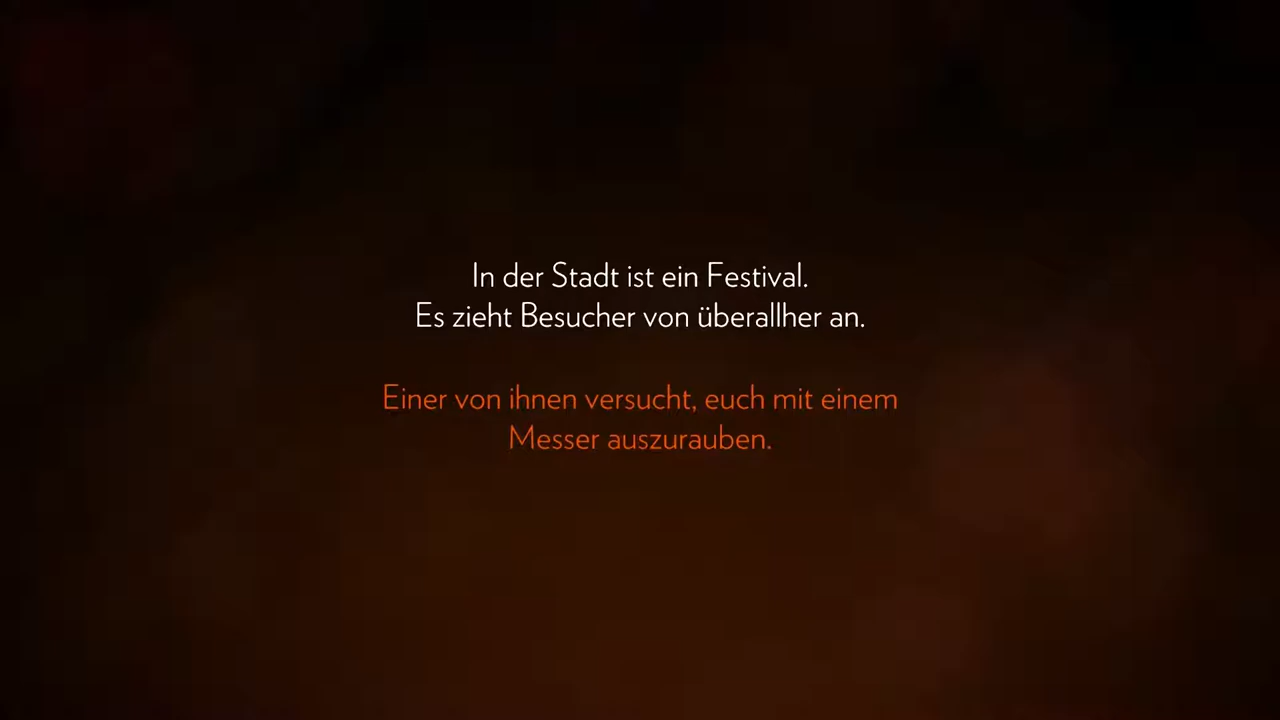 In der Stadt ist ein Festival.
Es zieht Besucher von überallher an.
Einer von ihnen versucht, euch mit einem
Messer auszurauben.